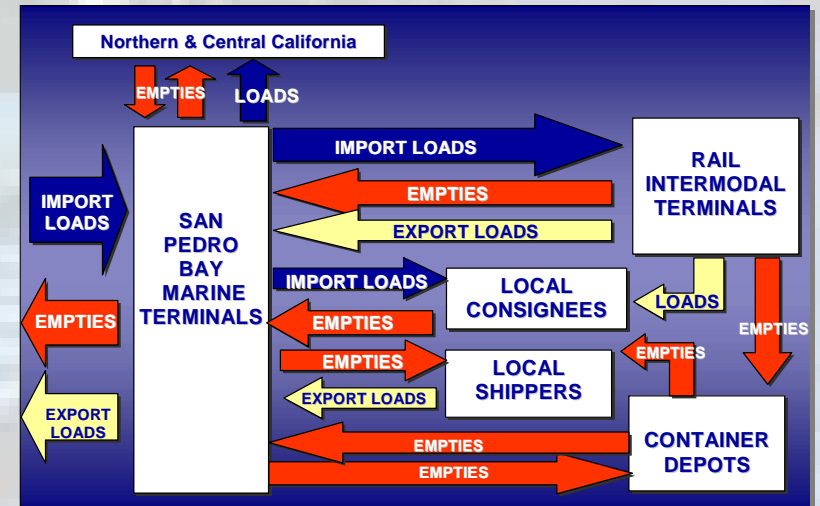 Northern & Central California
EMPTIES
LOADS
IMPORT LOADS
RAIL
INTERMODAL
TERMINALS
EMPTIES
EXPORT LOADS
IMPORT
LOADS
SAN
PEDRO
BAY
MARINE
TERMINALS
IMPORT LOADS
LOCAL
CONSIGNEES
LOADS
EMPTIES
EMPTIES
EMPTIES
EMPTIES
EMPTIES
LOCAL
SHIPPERS
EXPORT LOADS
EXPORT
LOADS
EMPTIES
CONTAINER
DEPOTS
EMPTIES